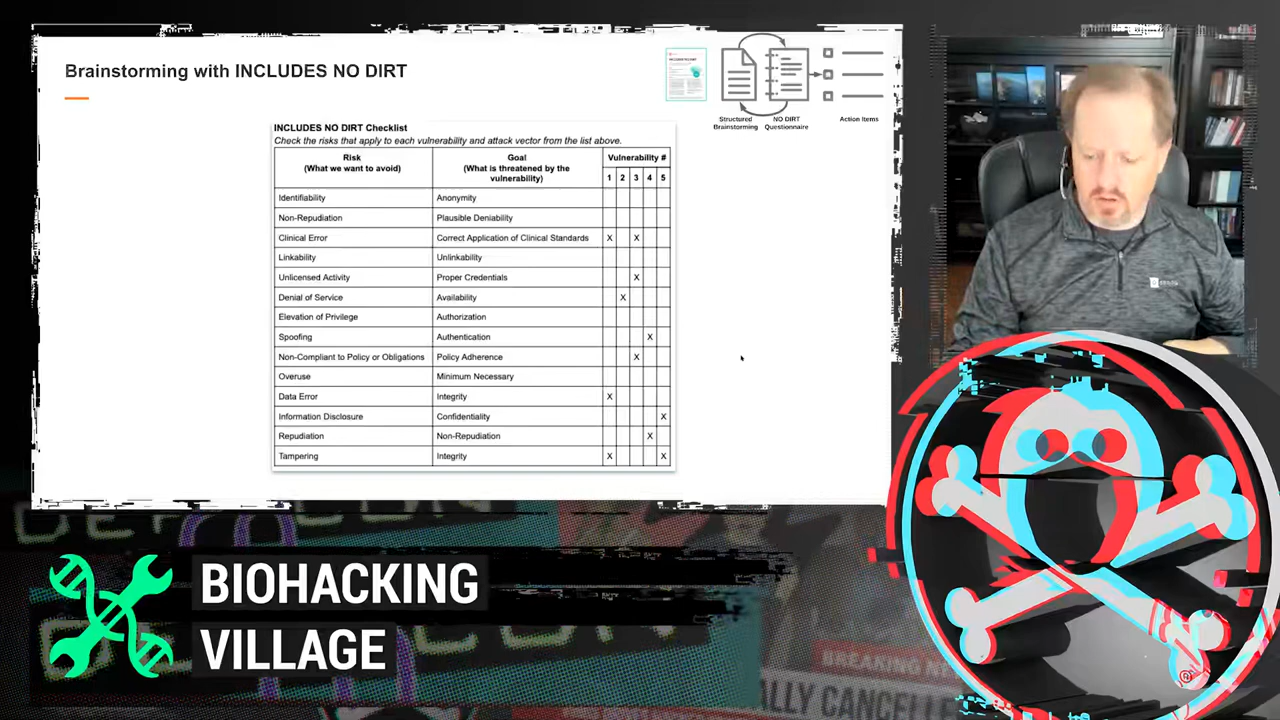 Brainstorming with INCLUDES NO DIRT
Structured Brainstorming
NO DIRT Questionnaire
Action Items
INCLUDES NO DIRT Checklist
Check the risks that apply to each vulnerability and attack vector from the list above.
Risk (What we want to avoid) Goal (What is threatened by the vulnerability) Vulnerability #
1 2 3 4 5
Identifiability Anonymity
Non-Repudiation Plausible Deniability
Clinical Error Correct Application of Clinical Standards X X
Linkability Unlinkability
Unlicensed Activity Proper Credentials X
Denial of Service Availability X
Elevation of Privilege Authorization
Spoofing Authentication X
Non-Compliant to Policy or Obligations Policy Adherence X
Overuse Minimum Necessary
Data Error Integrity X
Information Disclosure Confidentiality X
Repudiation Non-Repudiation X
Tampering Integrity X X
BIOHACKING
VILLAGE
BREAKING NE
ALLY CANCELLE